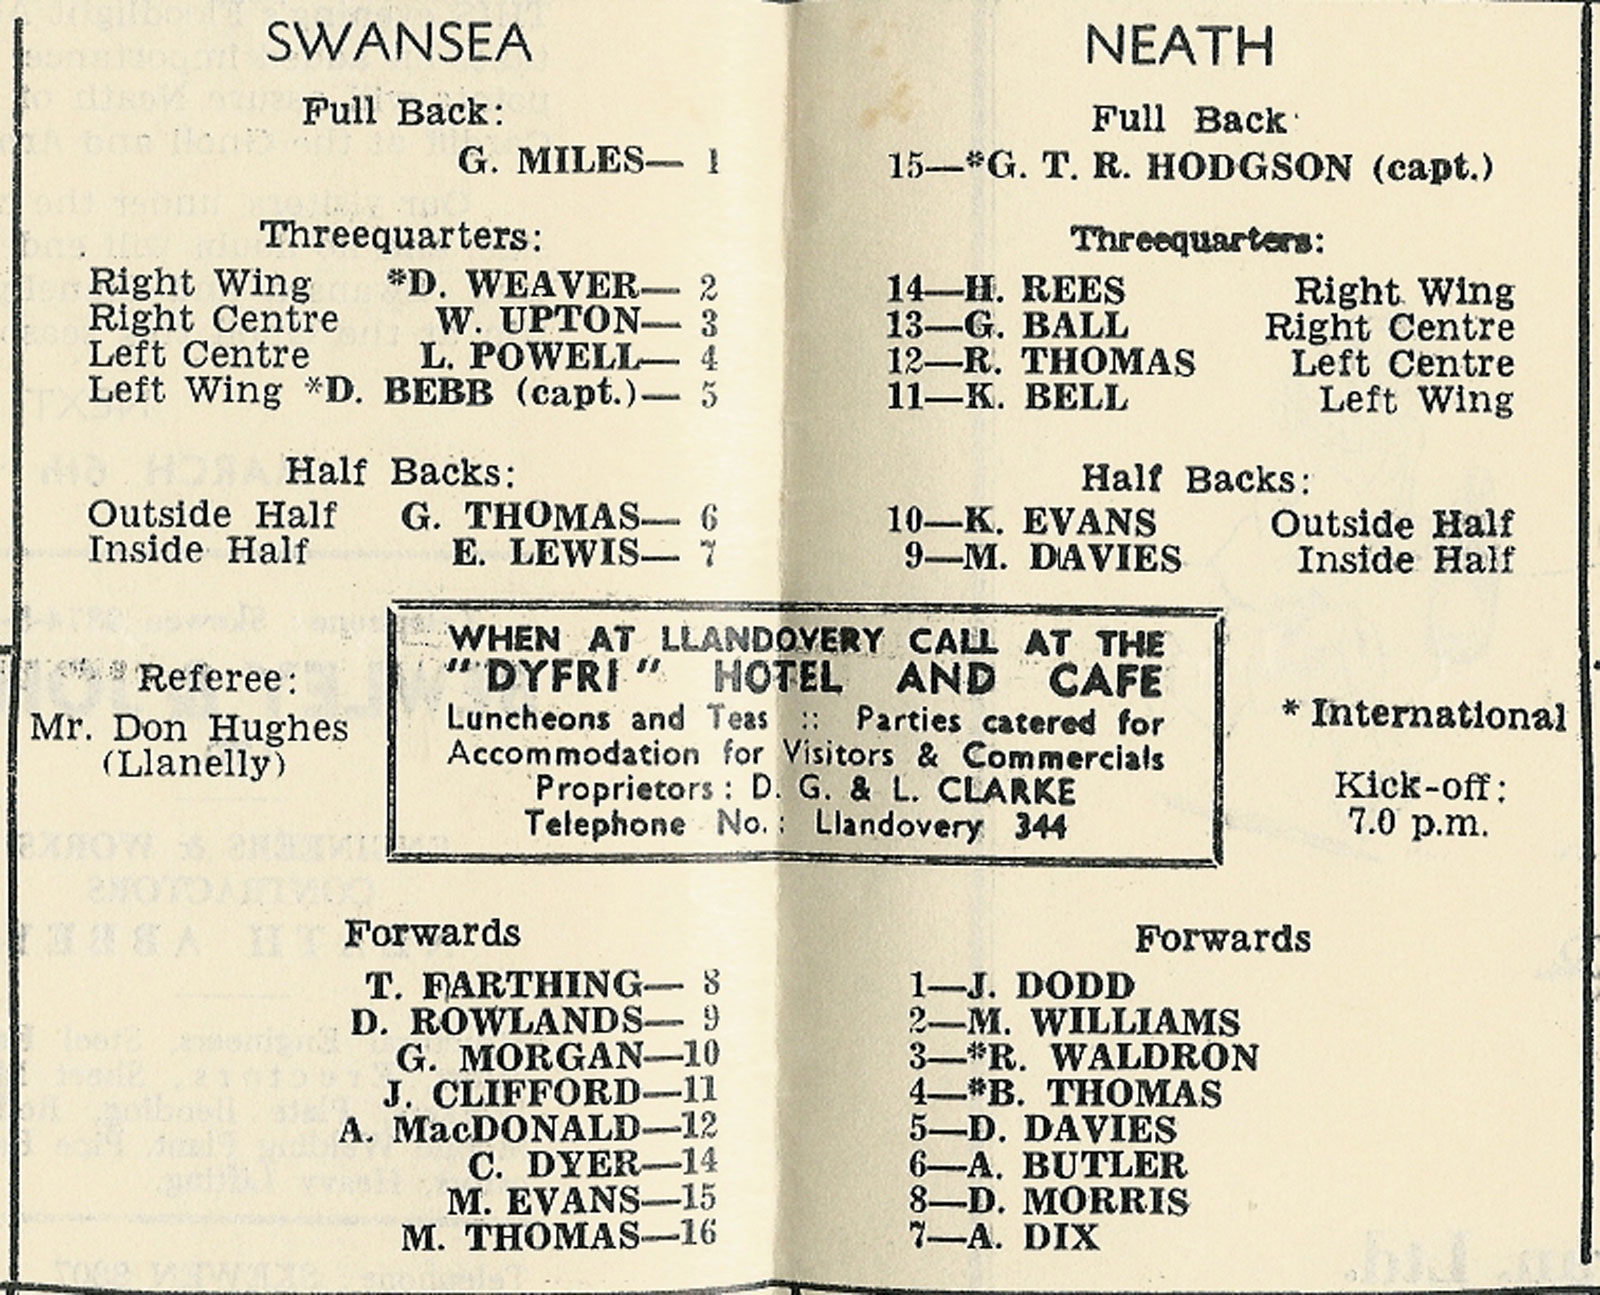 SWANSEA
Full Back:
G. MILES— 1
Threequarters:
Right Wing *D. WEAVER— 2
Right Centre W. UPTON— 3
Left Centre L. POWELL— 4
Left Wing *D. BEBB (capt.)— 5
Half Backs:
Outside Half G. THOMAS— 6
Inside Half E. LEWIS— 7
NEATH
Full Back
15—*G. T. R. HODGSON (capt.)
Threequarters:
14—H. REES Right Wing
13—G. BALL Right Centre
12—R. THOMAS Left Centre
11—K. BELL Left Wing
Half Backs:
10—K. EVANS Outside Half
9—M. DAVIES Inside Half
Referee:
Mr. Don Hughes
(Llanelly)
WHEN AT LLANDOVERY CALL AT THE
"DYFRI" HOTEL AND CAFE
Luncheons and Teas :: Parties catered for
Accommodation for Visitors & Commercials
Proprietors: D. G. & L. CLARKE
Telephone No.: Llandovery 344
* International
Kick-off:
7.0 p.m.
Forwards
T. FARTHING— 8
D. ROWLANDS— 9
G. MORGAN—10
J. CLIFFORD—11
A. MacDONALD—12
C. DYER—14
M. EVANS—15
M. THOMAS—16
Forwards
1—J. DODD
2—M. WILLIAMS
3—*R. WALDRON
4—*B. THOMAS
5—D. DAVIES
6—A. BUTLER
8—D. MORRIS
7—A. DIX